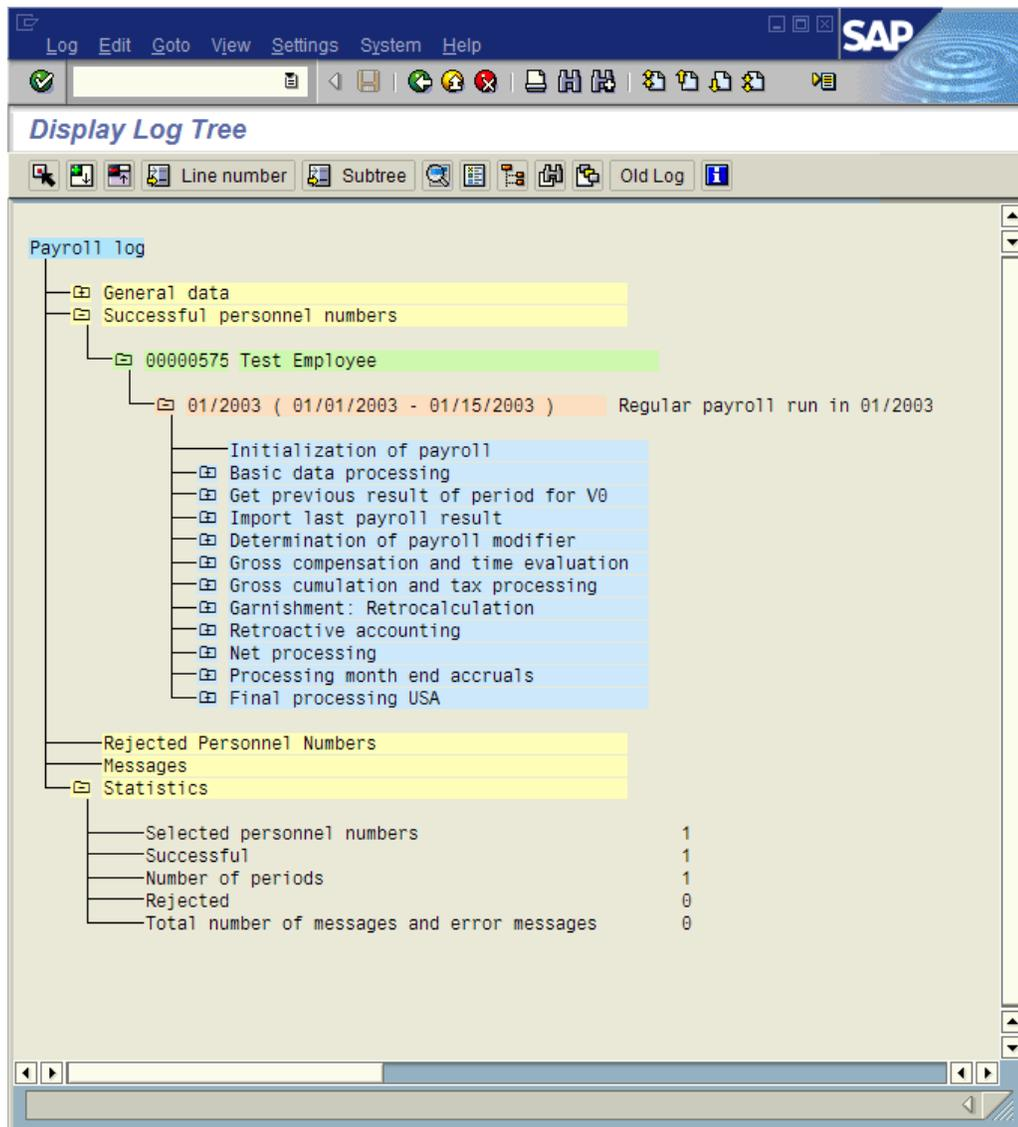 Log Edit Goto View Settings System Help
SAP
Display Log Tree
Line number Subtree Old Log
Payroll log
General data
Successful personnel numbers
00000575 Test Employee
01/2003 ( 01/01/2003 - 01/15/2003 ) Regular payroll run in 01/2003
Initialization of payroll
Basic data processing
Get previous result of period for V0
Import last payroll result
Determination of payroll modifier
Gross compensation and time evaluation
Gross cumulation and tax processing
Garnishment: Retrocalculation
Retroactive accounting
Net processing
Processing month end accruals
Final processing USA
Rejected Personnel Numbers
Messages
Statistics
Selected personnel numbers 1
Successful 1
Number of periods 1
Rejected 0
Total number of messages and error messages 0